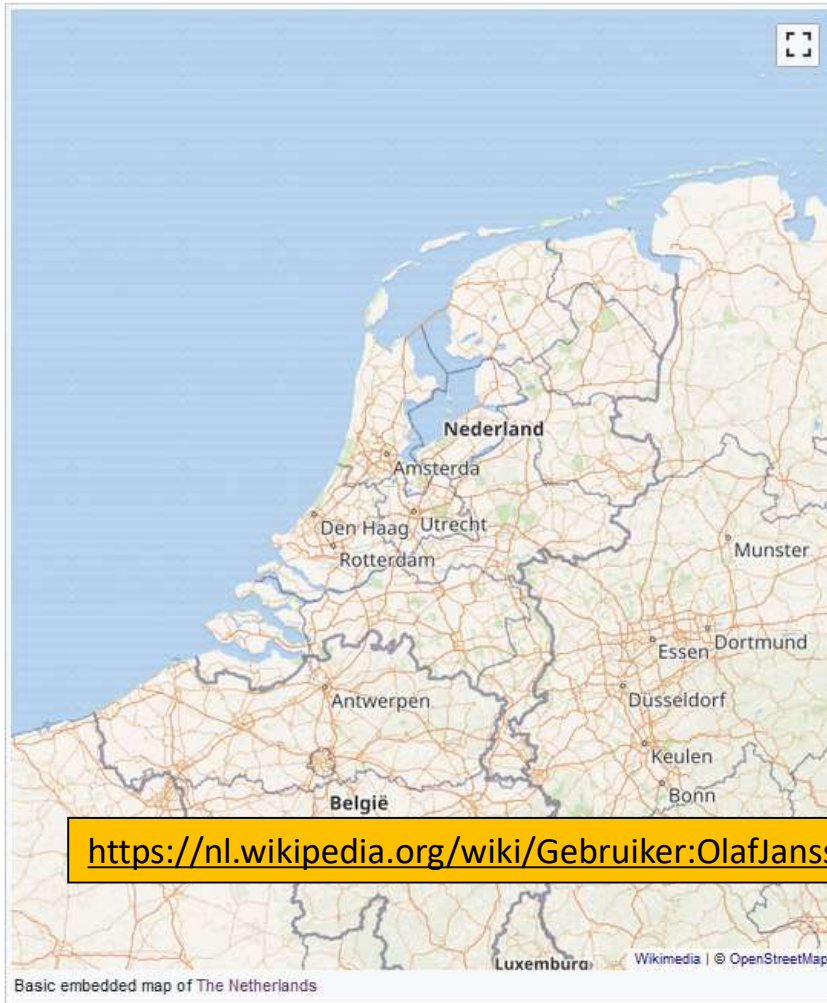 Nederland
Amsterda
Den Haag
Utrecht
Rotterdam
Munster
Dortmund
Essen
Düsseldorf
Antwerpen
Keulen
Bonn
België
https://nl.wikipedia.org/wiki/Gebruiker:OlafJanss
Luxemburg
Wikimedia | © OpenStreetMap
Basic embedded map of The Netherlands